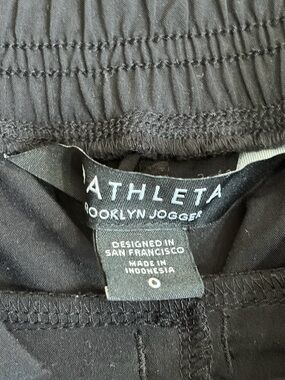 ATHLETA
ROOKLYN JOGGER
DESIGNED IN
SAN FRANCISCO
MADE IN
INDONESIA
0